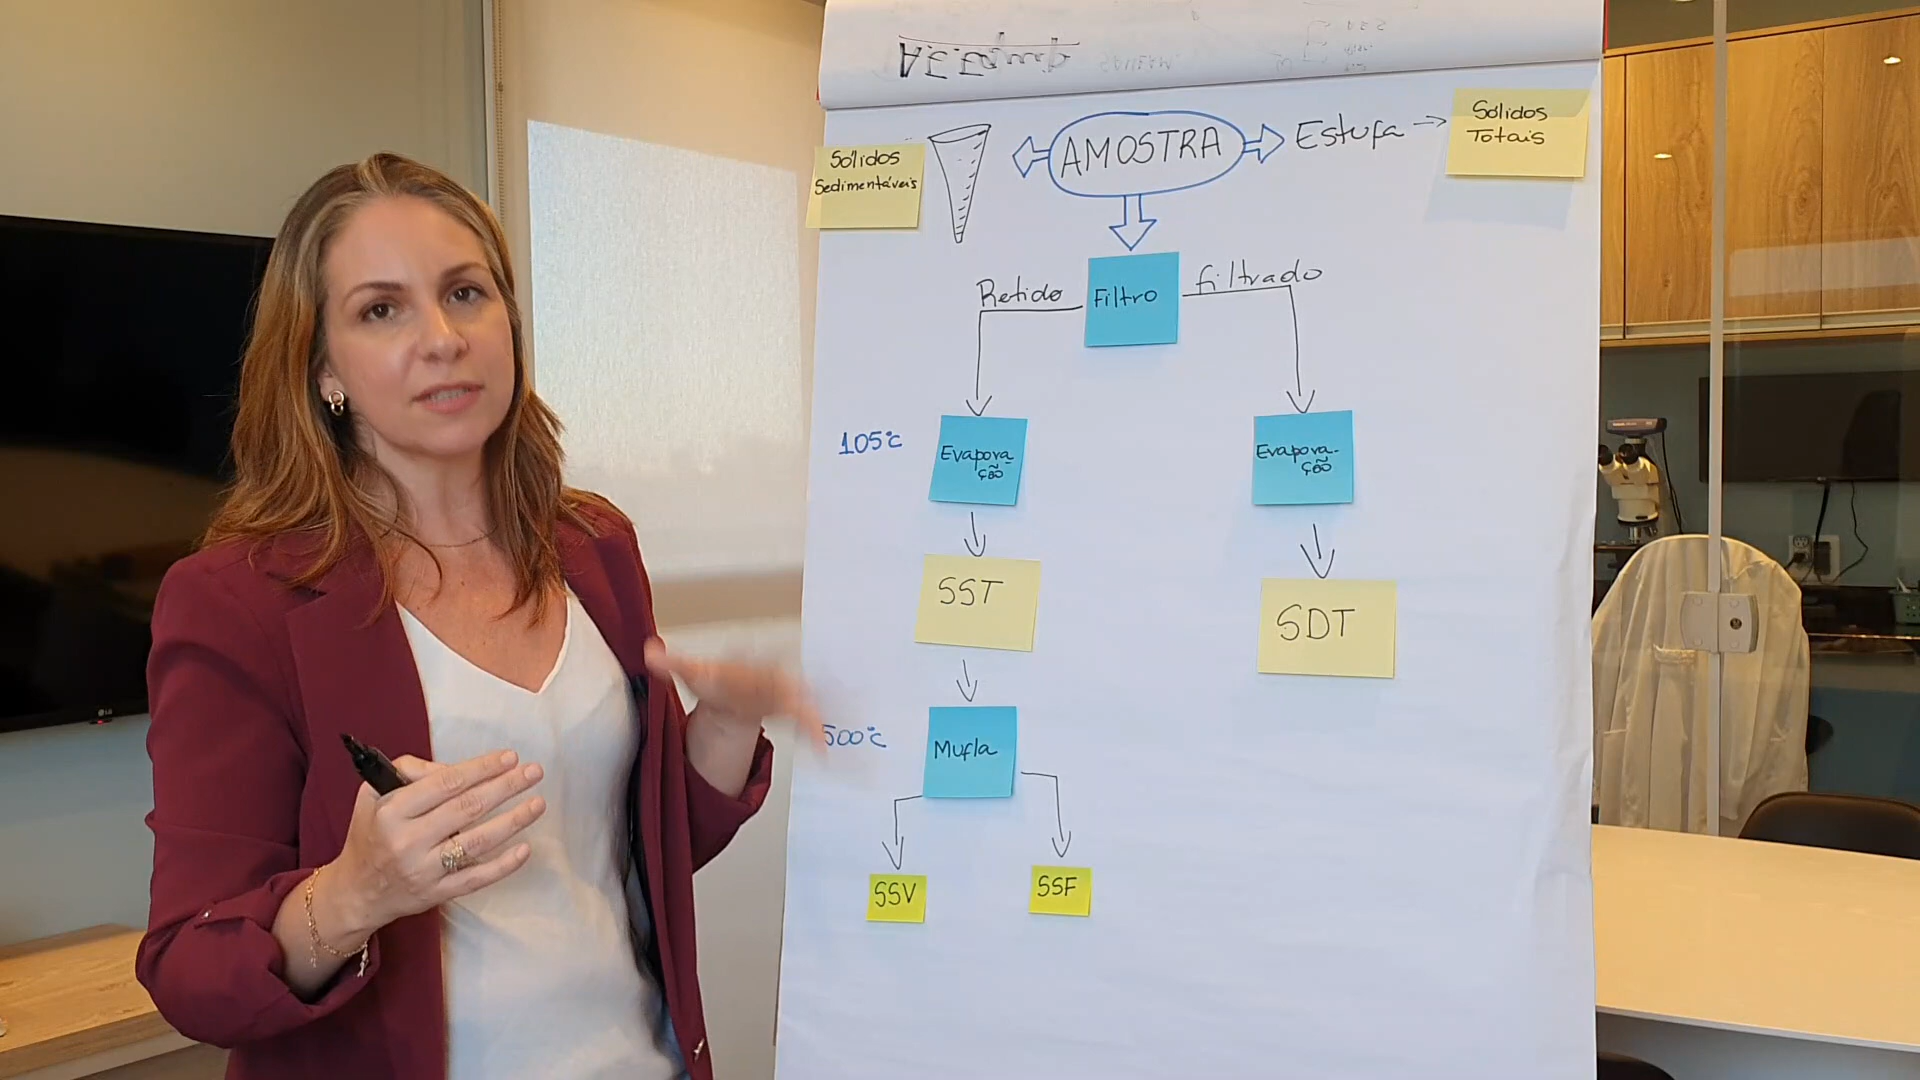 AMOSTRA
Estufa
Sólidos
Totais
Sólidos
Sedimentáveis
Retido
Filtro
filtrado
105°c
Evapora-
ção
Evapora-
ção
SST
SDT
500°c
Mufla
SSV
SSF
LG